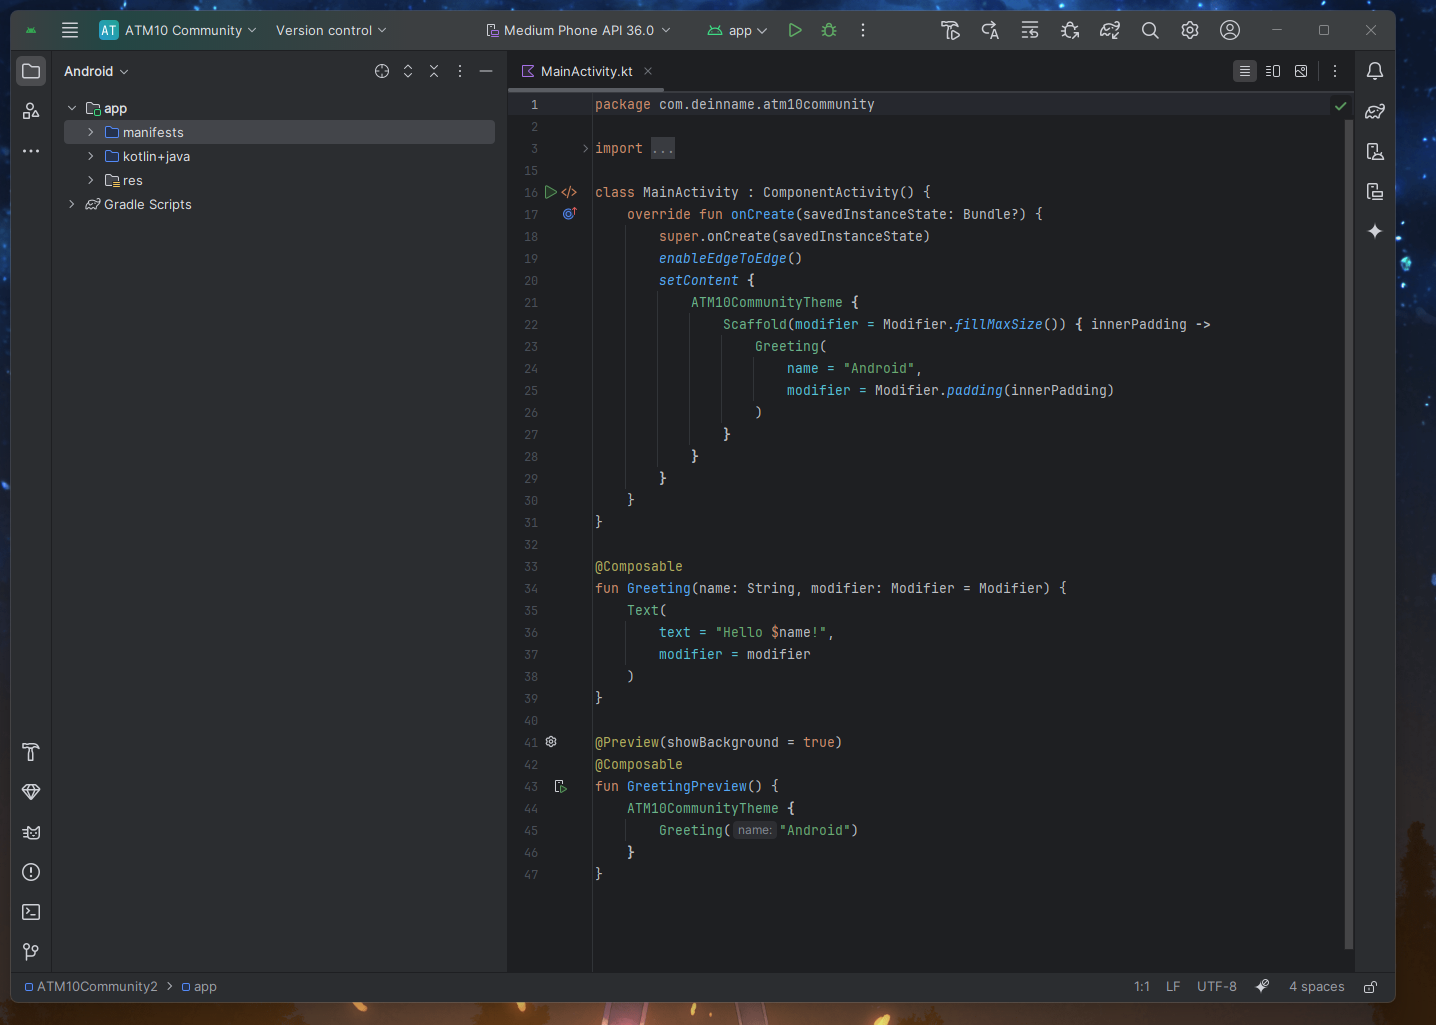 AT ATM10 Community Version control Medium Phone API 36.0 app
Android
MainActivity.kt
app
manifests
kotlin+java
res
Gradle Scripts
1 package com.deinname.atm10community
2
3 import ...
15
16 class MainActivity : ComponentActivity() {
17 override fun onCreate(savedInstanceState: Bundle?) {
18 super.onCreate(savedInstanceState)
19 enableEdgeToEdge()
20 setContent {
21 ATM10CommunityTheme {
22 Scaffold(modifier = Modifier.fillMaxSize()) { innerPadding ->
23 Greeting(
24 name = "Android",
25 modifier = Modifier.padding(innerPadding)
26 )
27 }
28 }
29 }
30 }
31 }
32
33 @Composable
34 fun Greeting(name: String, modifier: Modifier = Modifier) {
35 Text(
36 text = "Hello $name!",
37 modifier = modifier
38 )
39 }
40
41 @Preview(showBackground = true)
42 @Composable
43 fun GreetingPreview() {
44 ATM10CommunityTheme {
45 Greeting( name: "Android")
46 }
47 }
ATM10Community2 > app
1:1 LF UTF-8 4 spaces